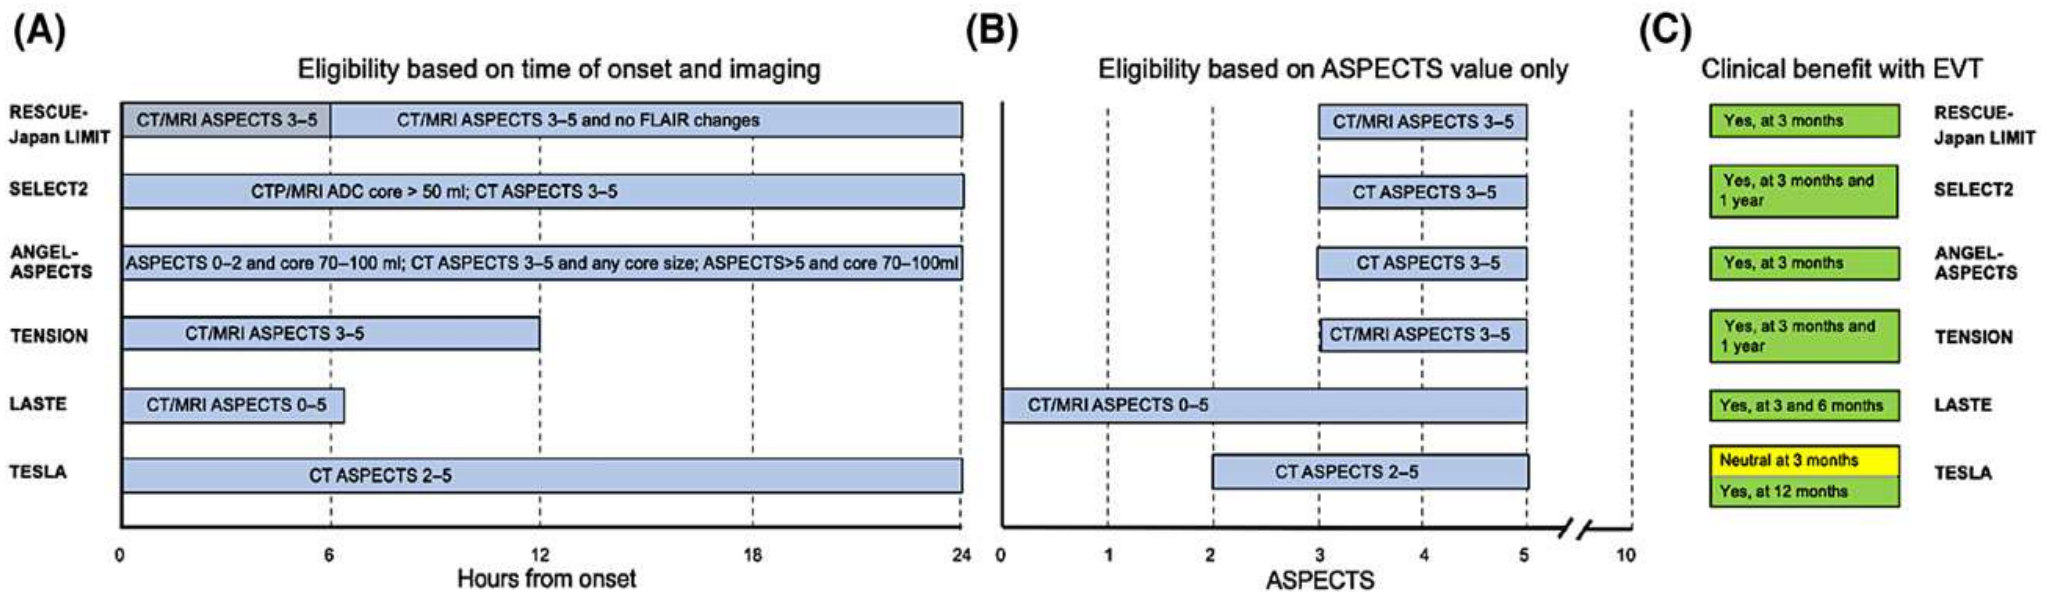 (A)
Eligibility based on time of onset and imaging
RESCUE-
Japan LIMIT
CT/MRI ASPECTS 3–5
CT/MRI ASPECTS 3–5 and no FLAIR changes
SELECT2
CTP/MRI ADC core > 50 ml; CT ASPECTS 3–5
ANGEL-
ASPECTS
ASPECTS 0–2 and core 70–100 ml; CT ASPECTS 3–5 and any core size; ASPECTS>5 and core 70–100ml
TENSION
CT/MRI ASPECTS 3–5
LASTE
CT/MRI ASPECTS 0–5
TESLA
CT ASPECTS 2–5
0 6 12 18 24
Hours from onset
(B)
Eligibility based on ASPECTS value only
CT/MRI ASPECTS 3–5
CT ASPECTS 3–5
CT ASPECTS 3–5
CT/MRI ASPECTS 3–5
CT/MRI ASPECTS 0–5
CT ASPECTS 2–5
0 1 2 3 4 5 10
ASPECTS
(C)
Clinical benefit with EVT
Yes, at 3 months
RESCUE-
Japan LIMIT
Yes, at 3 months and
1 year
SELECT2
Yes, at 3 months
ANGEL-
ASPECTS
Yes, at 3 months and
1 year
TENSION
Yes, at 3 and 6 months
LASTE
Neutral at 3 months
Yes, at 12 months
TESLA